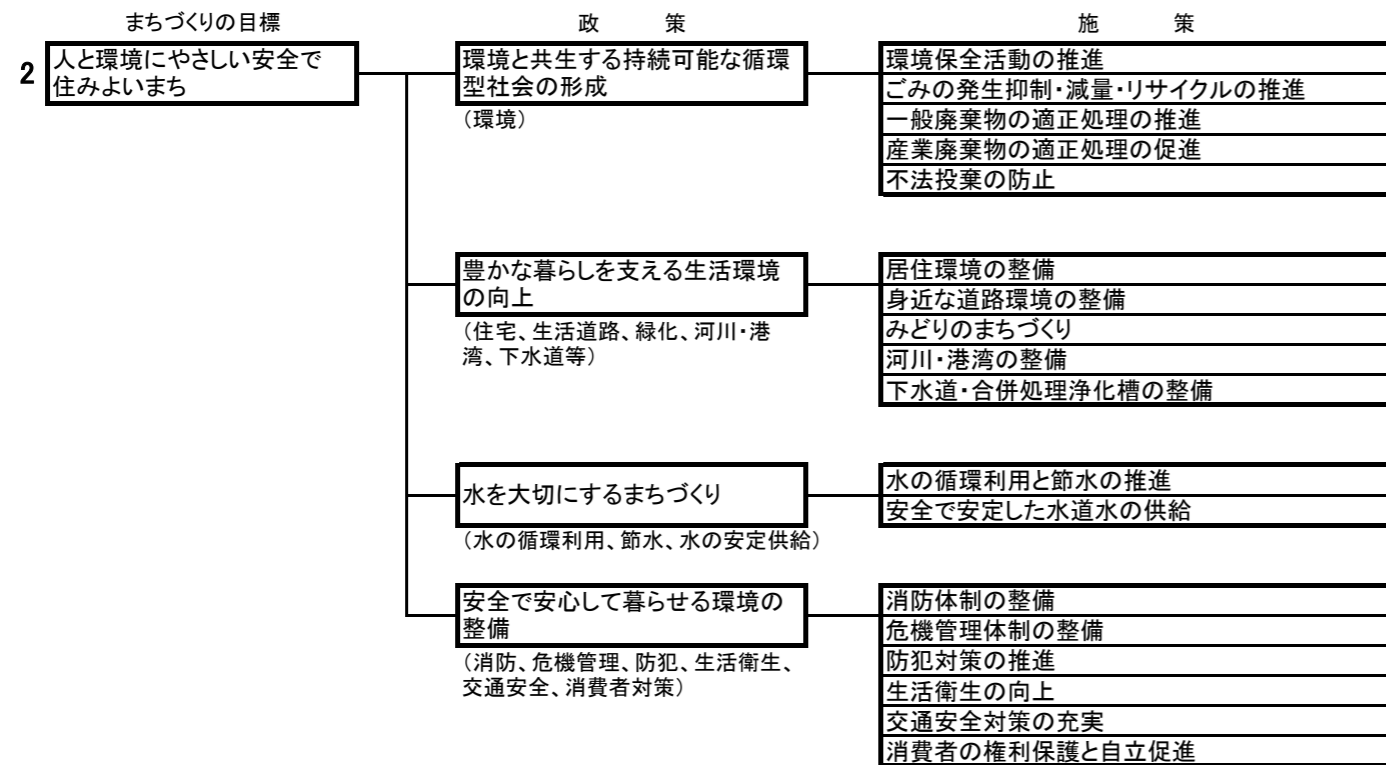 まちづくりの目標
政 策
施 策
2
人と環境にやさしい安全で
住みよいまち
環境と共生する持続可能な循環
型社会の形成
（環境）
環境保全活動の推進
ごみの発生抑制・減量・リサイクルの推進
一般廃棄物の適正処理の推進
産業廃棄物の適正処理の促進
不法投棄の防止
豊かな暮らしを支える生活環境
の向上
（住宅、生活道路、緑化、河川・港
湾、下水道等）
居住環境の整備
身近な道路環境の整備
みどりのまちづくり
河川・港湾の整備
下水道・合併処理浄化槽の整備
水を大切にするまちづくり
（水の循環利用、節水、水の安定供給）
水の循環利用と節水の推進
安全で安定した水道水の供給
安全で安心して暮らせる環境の
整備
（消防、危機管理、防犯、生活衛生、
交通安全、消費者対策）
消防体制の整備
危機管理体制の整備
防犯対策の推進
生活衛生の向上
交通安全対策の充実
消費者の権利保護と自立促進